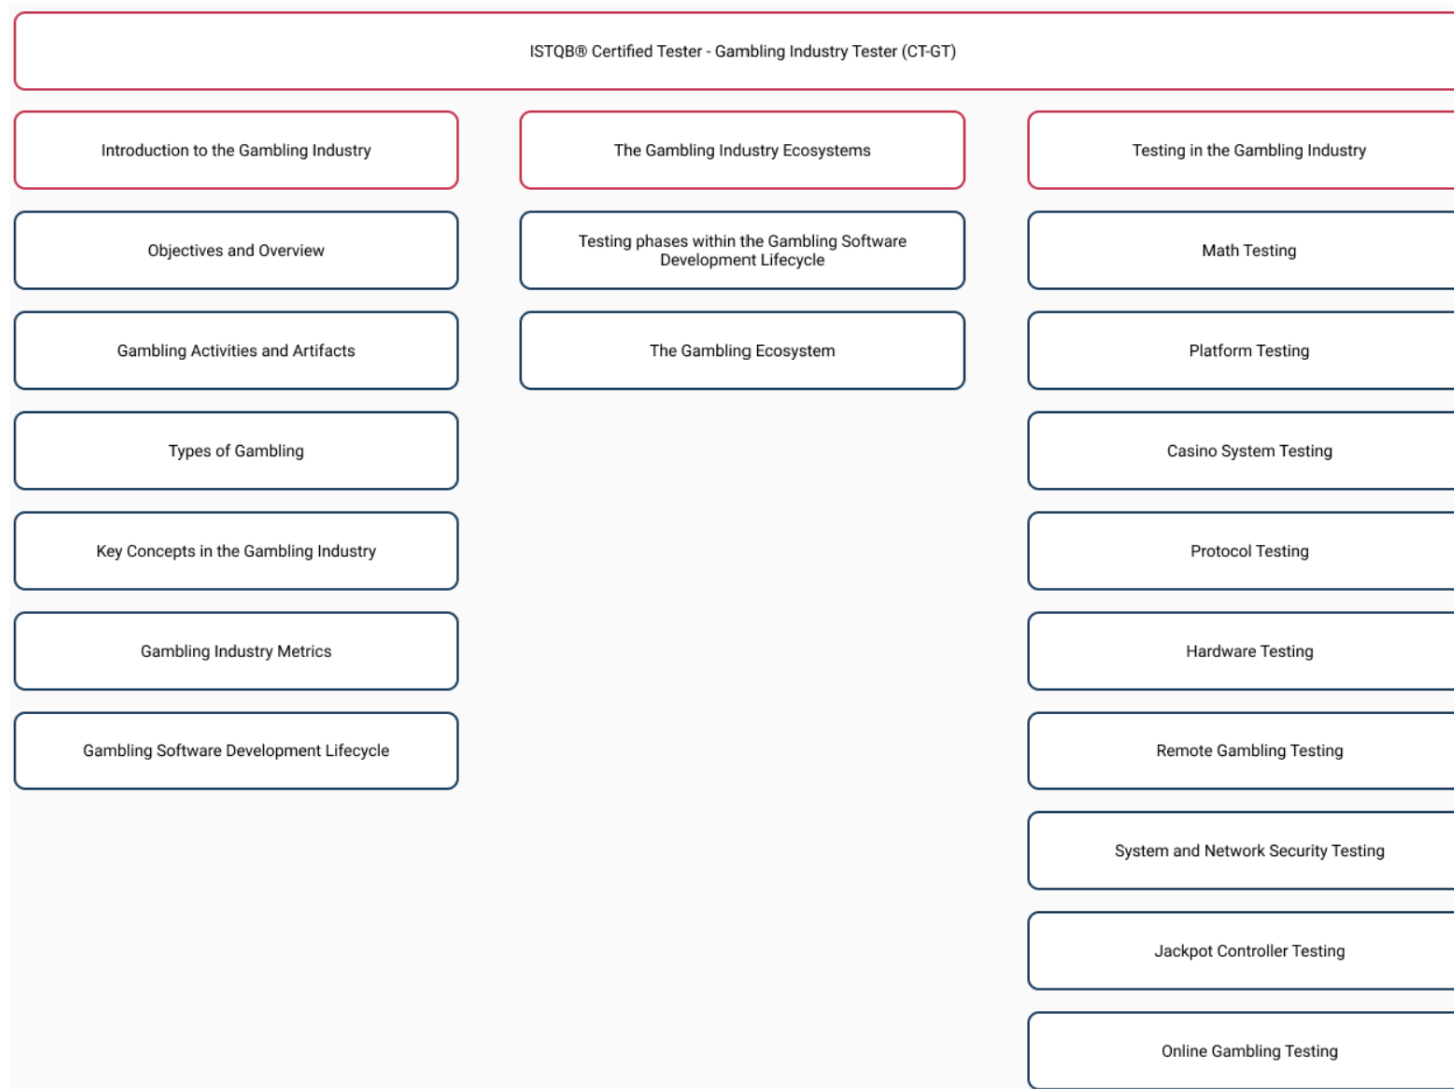 ISTQB® Certified Tester - Gambling Industry Tester (CT-GT)
Introduction to the Gambling Industry
Objectives and Overview
Gambling Activities and Artifacts
Types of Gambling
Key Concepts in the Gambling Industry
Gambling Industry Metrics
Gambling Software Development Lifecycle
The Gambling Industry Ecosystems
Testing phases within the Gambling Software
Development Lifecycle
The Gambling Ecosystem
Testing in the Gambling Industry
Math Testing
Platform Testing
Casino System Testing
Protocol Testing
Hardware Testing
Remote Gambling Testing
System and Network Security Testing
Jackpot Controller Testing
Online Gambling Testing